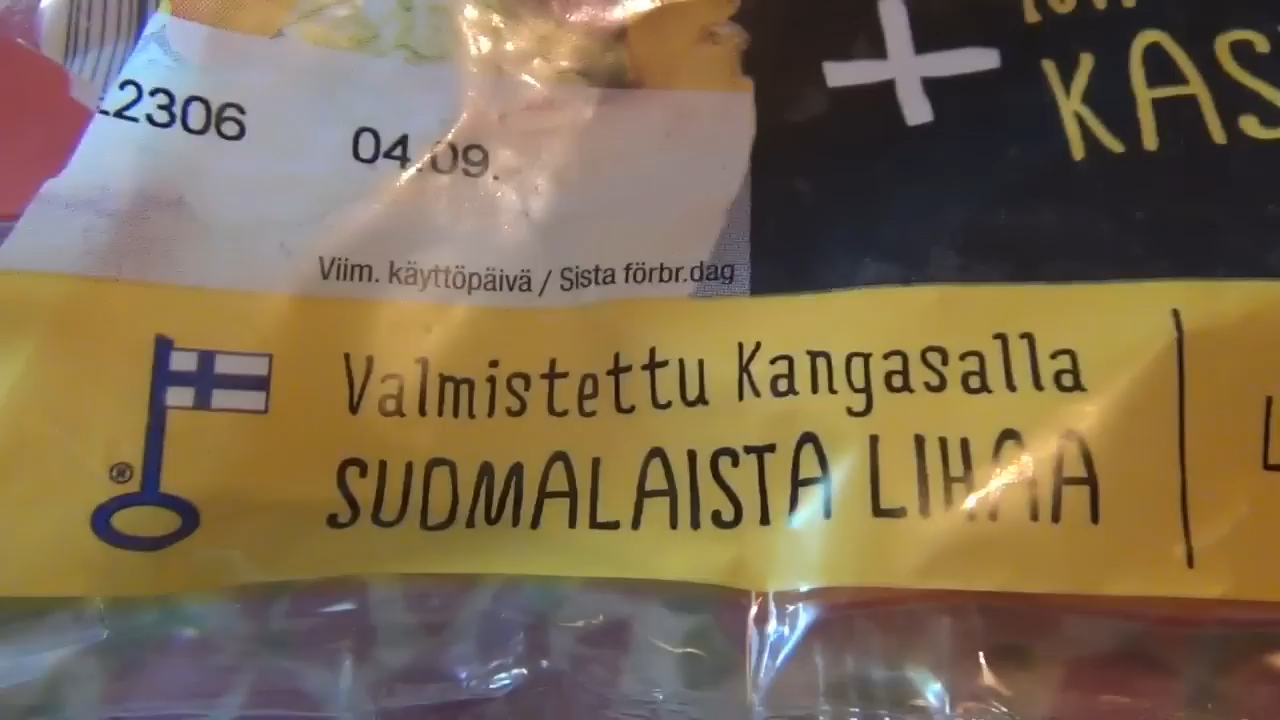 KAS
2306 04.09.
Viim. käyttöpäivä / Sista förbr.dag
Valmistettu Kangasalla
SUOMALAISTA LIHAA
®